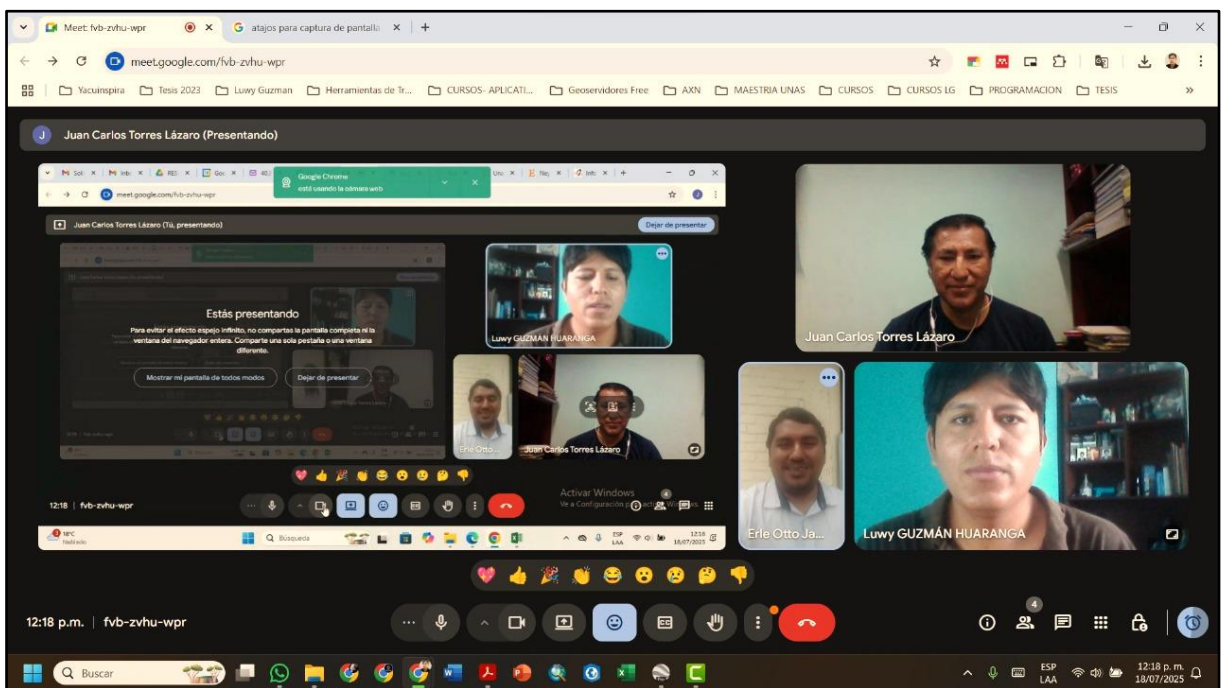 Meet: fvb-zvhu-wpr
atajos para captura de pantalla
meet.google.com/fvb-zvhu-wpr
Yacuinspira
Tesis 2023
Luwy Guzman
Herramientas de Tr...
CURSOS- APLICATI...
Geoservidores Free
AXN
MAESTRIA UNAS
CURSOS
CURSOS LG
PROGRAMACION
TESIS
J
Juan Carlos Torres Lázaro (Presentando)
Google Chrome
está usando la cámara web
meet.google.com/fvb-zvhu-wpr
Juan Carlos Torres Lázaro (Tú, presentando)
Dejar de presentar
Estás presentando
Para evitar el efecto espejo infinito, no compartas la pantalla completa ni la
ventana del navegador entera. Comparte una sola pestaña o una ventana
diferente.
Mostrar mi pantalla de todos modos
Dejar de presentar
Luwy GUZMAN HUARANGA
Erle Otto ...
Juan Carlos Torres Lázaro
Activar Windows
12:18
fvb-zvhu-wpr
4
Búsqueda
ESP
LAA
12:18
18/07/2025
Juan Carlos Torres Lázaro
Erle Otto Ja...
Luwy GUZMÁN HUARANGA
12:18 p.m.
fvb-zvhu-wpr
4
Buscar
ESP
LAA
12:18 p. m.
18/07/2025